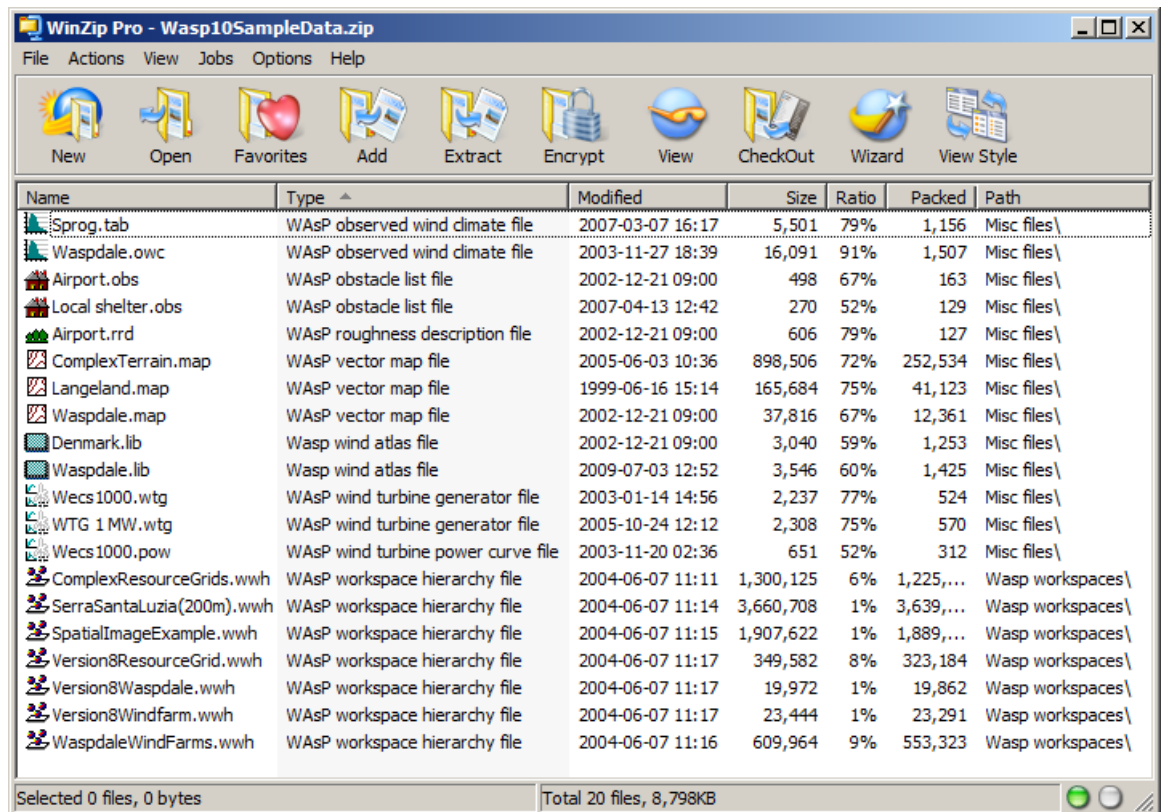 WinZip Pro - Wasp10SampleData.zip
File Actions View Jobs Options Help
New Open Favorites Add Extract Encrypt View CheckOut Wizard View Style
Name Type Modified Size Ratio Packed Path
Sprog.tab WAsP observed wind climate file 2007-03-07 16:17 5,501 79% 1,156 Misc files\
Waspdale.owc WAsP observed wind climate file 2003-11-27 18:39 16,091 91% 1,507 Misc files\
Airport.obs WAsP obstacle list file 2002-12-21 09:00 498 67% 163 Misc files\
Local shelter.obs WAsP obstacle list file 2007-04-13 12:42 270 52% 129 Misc files\
Airport.rrd WAsP roughness description file 2002-12-21 09:00 606 79% 127 Misc files\
ComplexTerrain.map WAsP vector map file 2005-06-03 10:36 898,506 72% 252,534 Misc files\
Langeland.map WAsP vector map file 1999-06-16 15:14 165,684 75% 41,123 Misc files\
Waspdale.map WAsP vector map file 2002-12-21 09:00 37,816 67% 12,361 Misc files\
Denmark.lib Wasp wind atlas file 2002-12-21 09:00 3,040 59% 1,253 Misc files\
Waspdale.lib Wasp wind atlas file 2009-07-03 12:52 3,546 60% 1,425 Misc files\
Wecs1000.wtg WAsP wind turbine generator file 2003-01-14 14:56 2,237 77% 524 Misc files\
WTG 1 MW.wtg WAsP wind turbine generator file 2005-10-24 12:12 2,308 75% 570 Misc files\
Wecs1000.pow WAsP wind turbine power curve file 2003-11-20 02:36 651 52% 312 Misc files\
ComplexResourceGrids.wwh WAsP workspace hierarchy file 2004-06-07 11:11 1,300,125 6% 1,225,... Wasp workspaces\
SerraSantaLuzia(200m).wwh WAsP workspace hierarchy file 2004-06-07 11:14 3,660,708 1% 3,639,... Wasp workspaces\
SpatialImageExample.wwh WAsP workspace hierarchy file 2004-06-07 11:15 1,907,622 1% 1,889,... Wasp workspaces\
Version8ResourceGrid.wwh WAsP workspace hierarchy file 2004-06-07 11:17 349,582 8% 323,184 Wasp workspaces\
Version8Waspdale.wwh WAsP workspace hierarchy file 2004-06-07 11:17 19,972 1% 19,862 Wasp workspaces\
Version8Windfarm.wwh WAsP workspace hierarchy file 2004-06-07 11:17 23,444 1% 23,291 Wasp workspaces\
WaspdaleWindFarms.wwh WAsP workspace hierarchy file 2004-06-07 11:16 609,964 9% 553,323 Wasp workspaces\
Selected 0 files, 0 bytes Total 20 files, 8,798KB